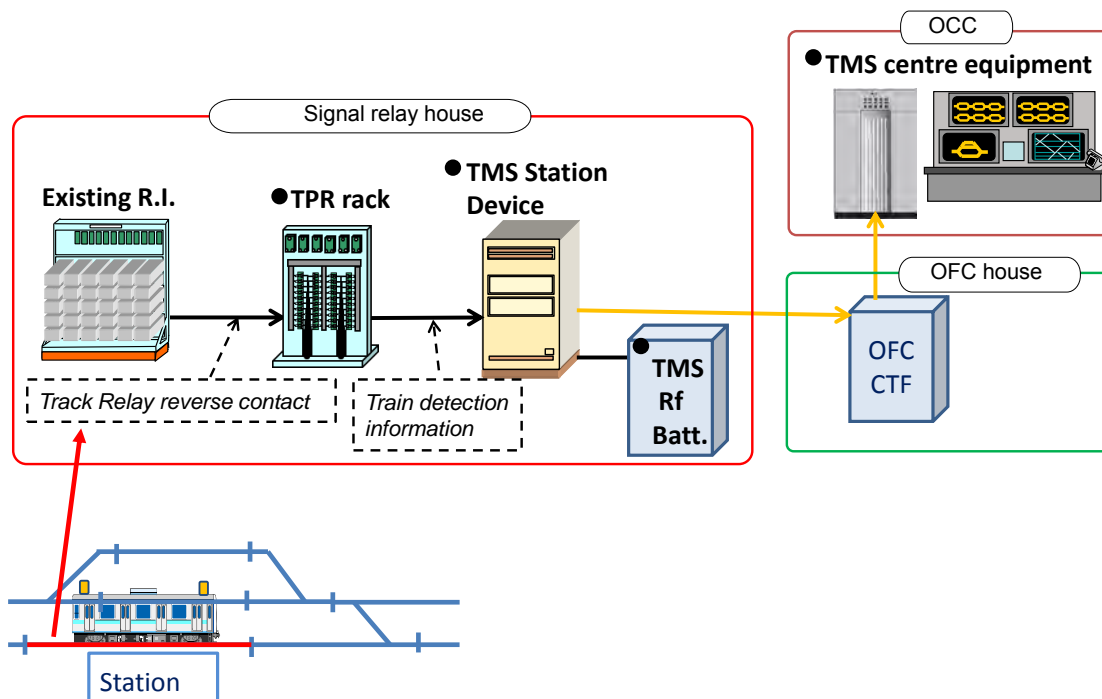 OCC
● TMS centre equipment
Signal relay house
Existing R.I.
● TPR rack
● TMS Station
Device
OFC house
OFC
CTF
● TMS
Rf
Batt.
Track Relay reverse contact
Train detection
information
Station